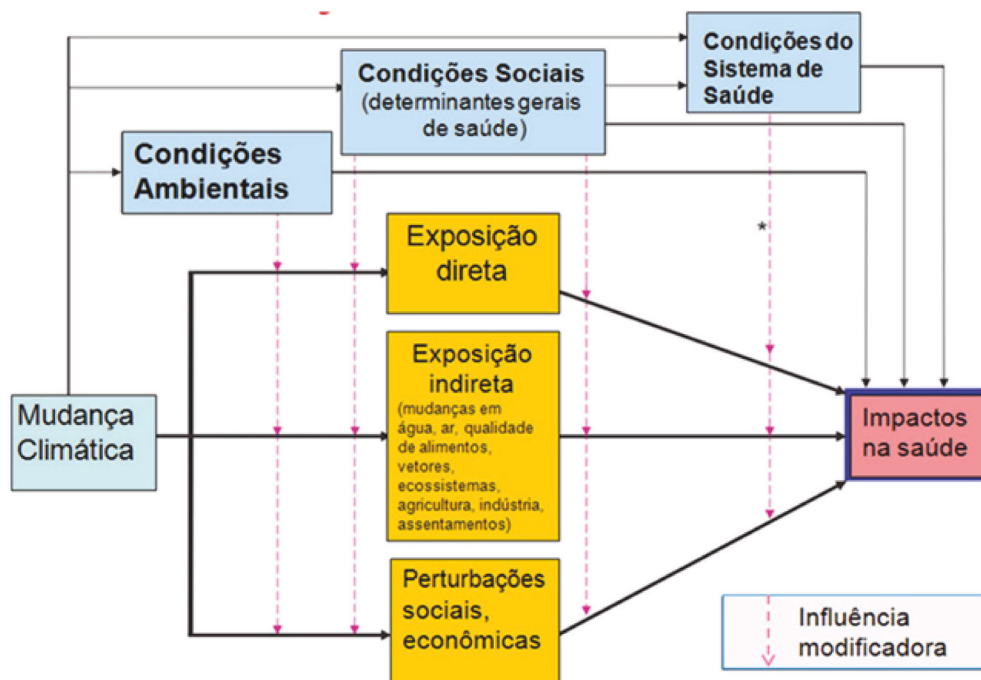 Condições do
Sistema de
Saúde
Condições Sociais
(determinantes gerais
de saúde)
Condições
Ambientais
*
Exposição
direta
Exposição
indireta
(mudanças em
água, ar, qualidade
de alimentos,
vetores,
ecossistemas,
agricultura, indústria,
assentamentos)
Mudança
Climática
Impactos
na saúde
Perturbações
sociais,
econômicas
Influência
modificadora